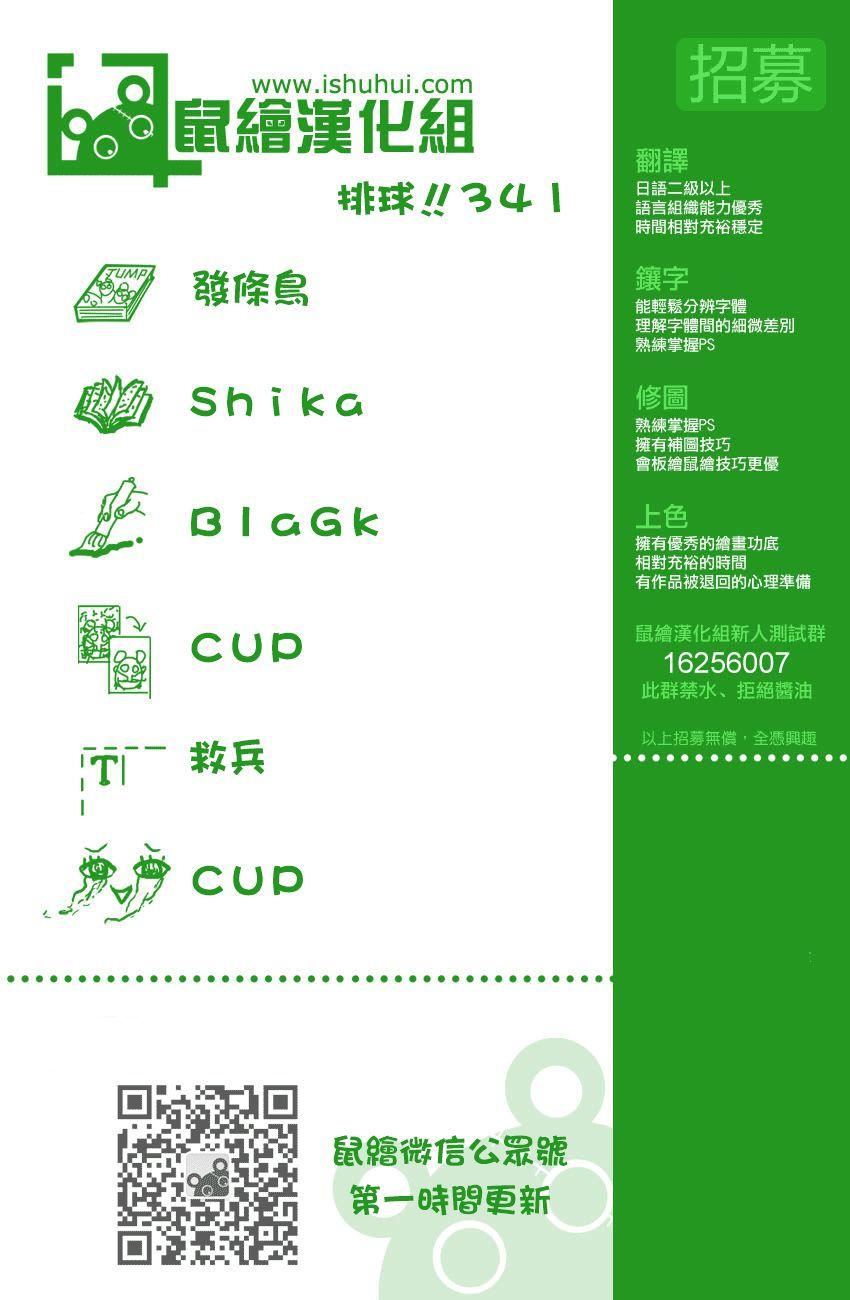 www.ishuhui.com
鼠繪漢化組
排球!!341
JUMP
發條鳥
Shika
BlaGk
CUP
T
救兵
CUP
鼠繪微信公眾號
第一時間更新
招募
翻譯
日語二級以上
語言組織能力優秀
時間相對充裕穩定
鑲字
能輕鬆分辨字體
理解字體間的細微差別
熟練掌握PS
修圖
熟練掌握PS
擁有補圖技巧
會板繪鼠繪技巧更優
上色
擁有優秀的繪畫功底
相對充裕的時間
有作品被退回的心理準備
鼠繪漢化組新人測試群
16256007
此群禁水、拒絕醬油
以上招募無償，全憑興趣